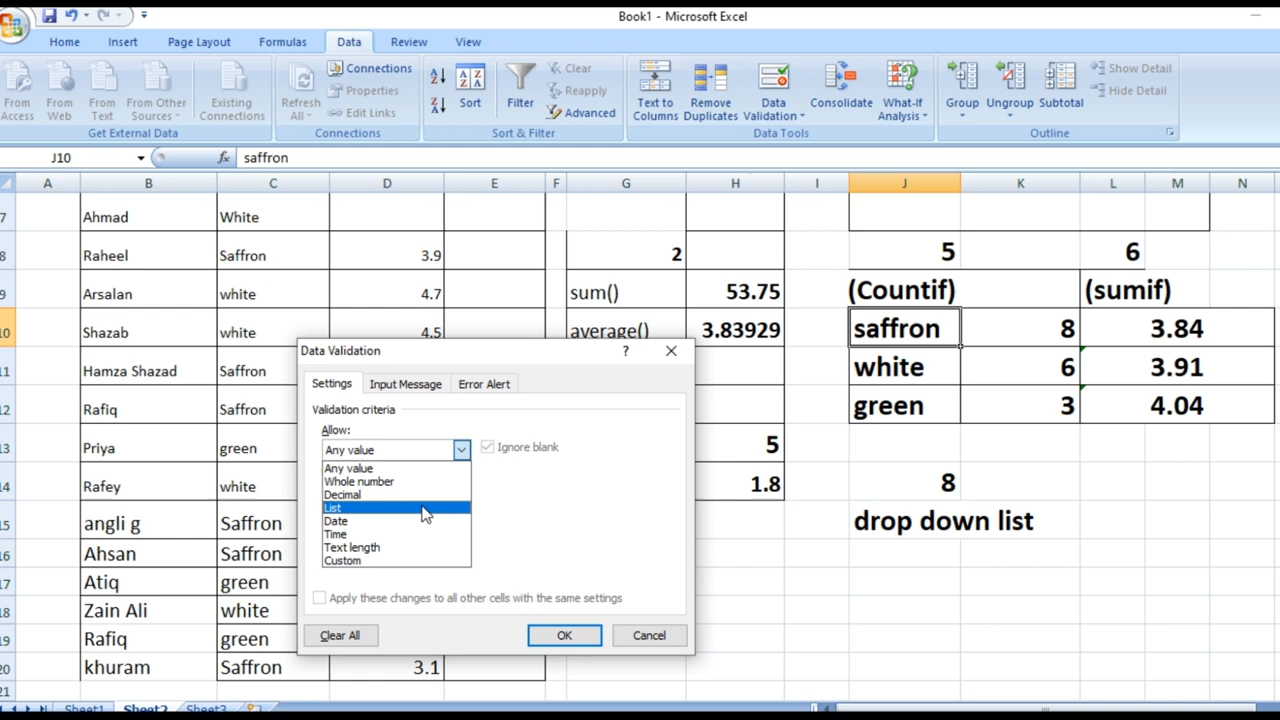 Book1 - Microsoft Excel
Home Insert Page Layout Formulas Data Review View
From Access From Web From Text From Other Sources Existing Connections Get External Data
Refresh All Connections Properties Edit Links Connections
Sort Filter Clear Reapply Advanced Sort & Filter
Text to Columns Remove Duplicates Data Validation Consolidate What-If Analysis Data Tools
Group Ungroup Subtotal Show Detail Hide Detail Outline
J10 fx saffron
A B C D E F G H I J K L M N
7 Ahmad White
8 Raheel Saffron 3.9 2 5 6
9 Arsalan white 4.7 sum() 53.75 (Countif) (sumif)
10 Shazab white 4.5 average() 3.83929 saffron 8 3.84
11 Hamza Shazad Saffron white 6 3.91
12 Rafiq Saffron green 3 4.04
13 Priya green 5
14 Rafey white 1.8 8
15 angli g Saffron drop down list
16 Ahsan Saffron
17 Atiq green
18 Zain Ali white
19 Rafiq green
20 khuram Saffron 3.1
21
Data Validation ?
Settings Input Message Error Alert
Validation criteria
Allow:
Any value Ignore blank
Any value
Whole number
Decimal
List
Date
Time
Text length
Custom
Apply these changes to all other cells with the same settings
Clear All OK Cancel
Sheet1 Sheet2 Sheet3